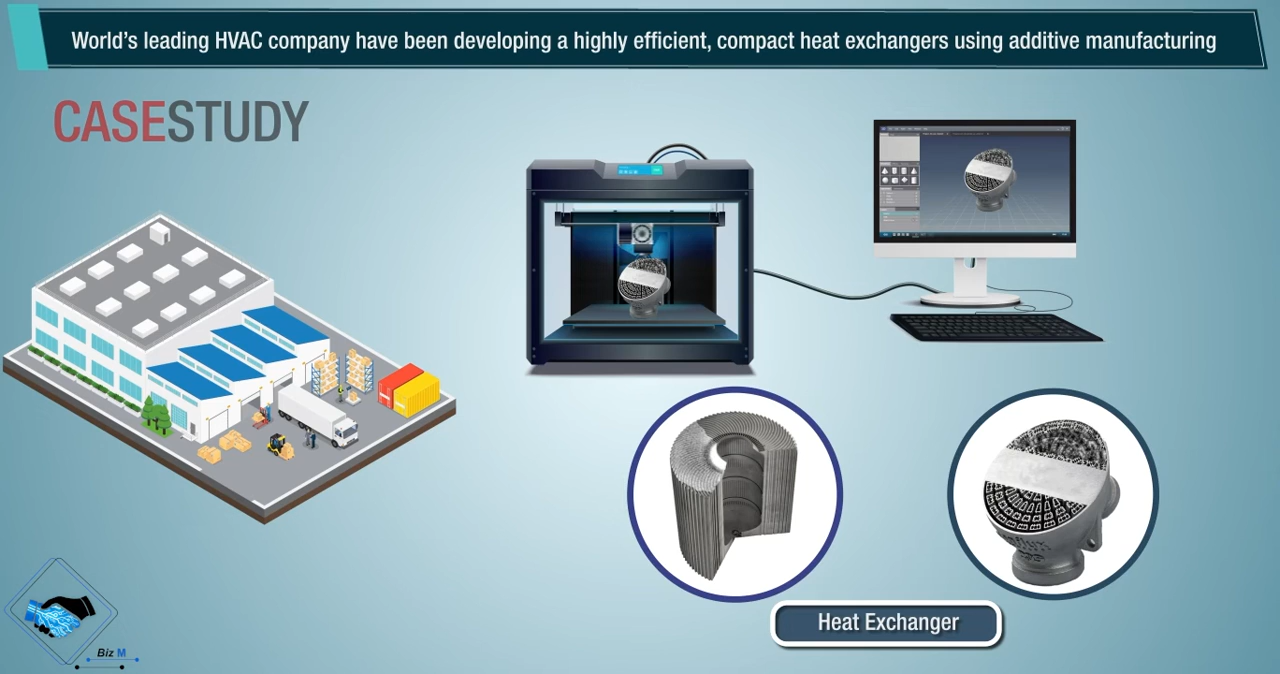 World's leading HVAC company have been developing a highly efficient, compact heat exchangers using additive manufacturing
CASESTUDY
Heat Exchanger
Biz M